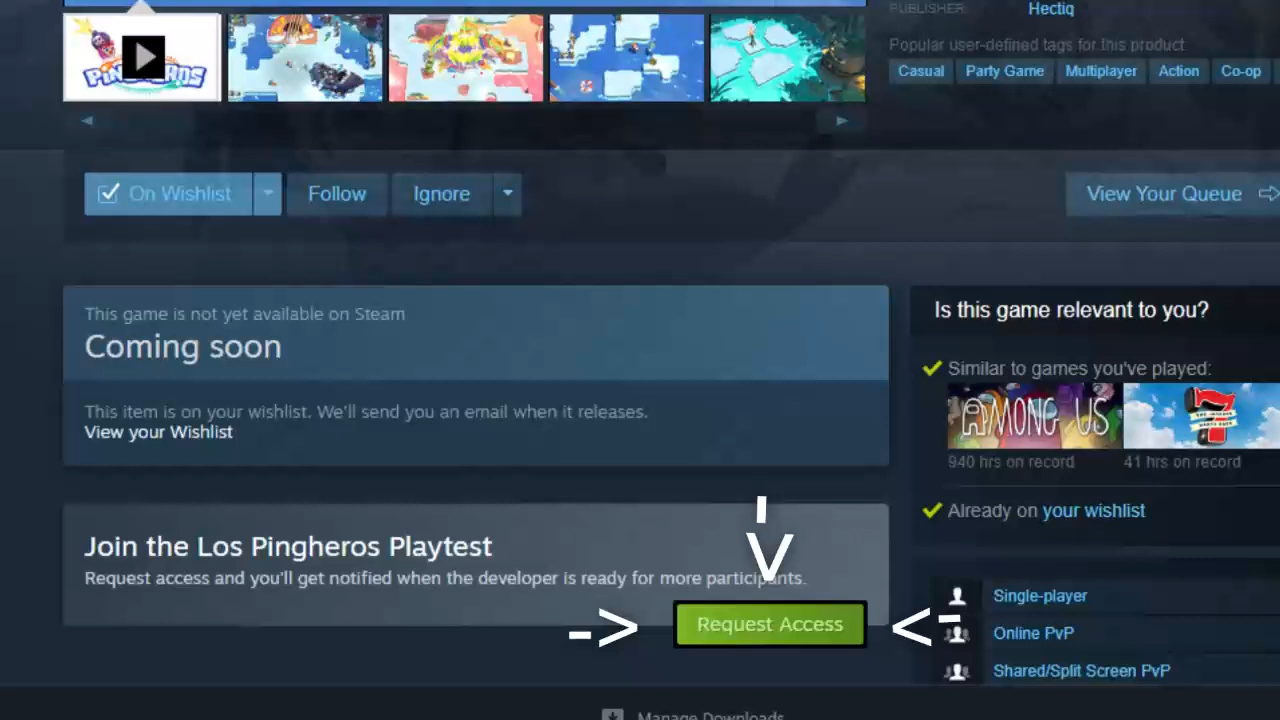 PUBLISHER: Hectiq
Popular user-defined tags for this product
Casual Party Game Multiplayer Action Co-op
On Wishlist Follow Ignore View Your Queue
This game is not yet available on Steam
Coming soon
This item is on your wishlist. We'll send you an email when it releases.
View your Wishlist
Is this game relevant to you?
Similar to games you've played:
AMONG US
940 hrs on record 41 hrs on record
Already on your wishlist
Join the Los Pingheros Playtest
Request access and you'll get notified when the developer is ready for more participants.
-> Request Access <-
Single-player
Online PvP
Shared/Split Screen PvP
Manage Downloads